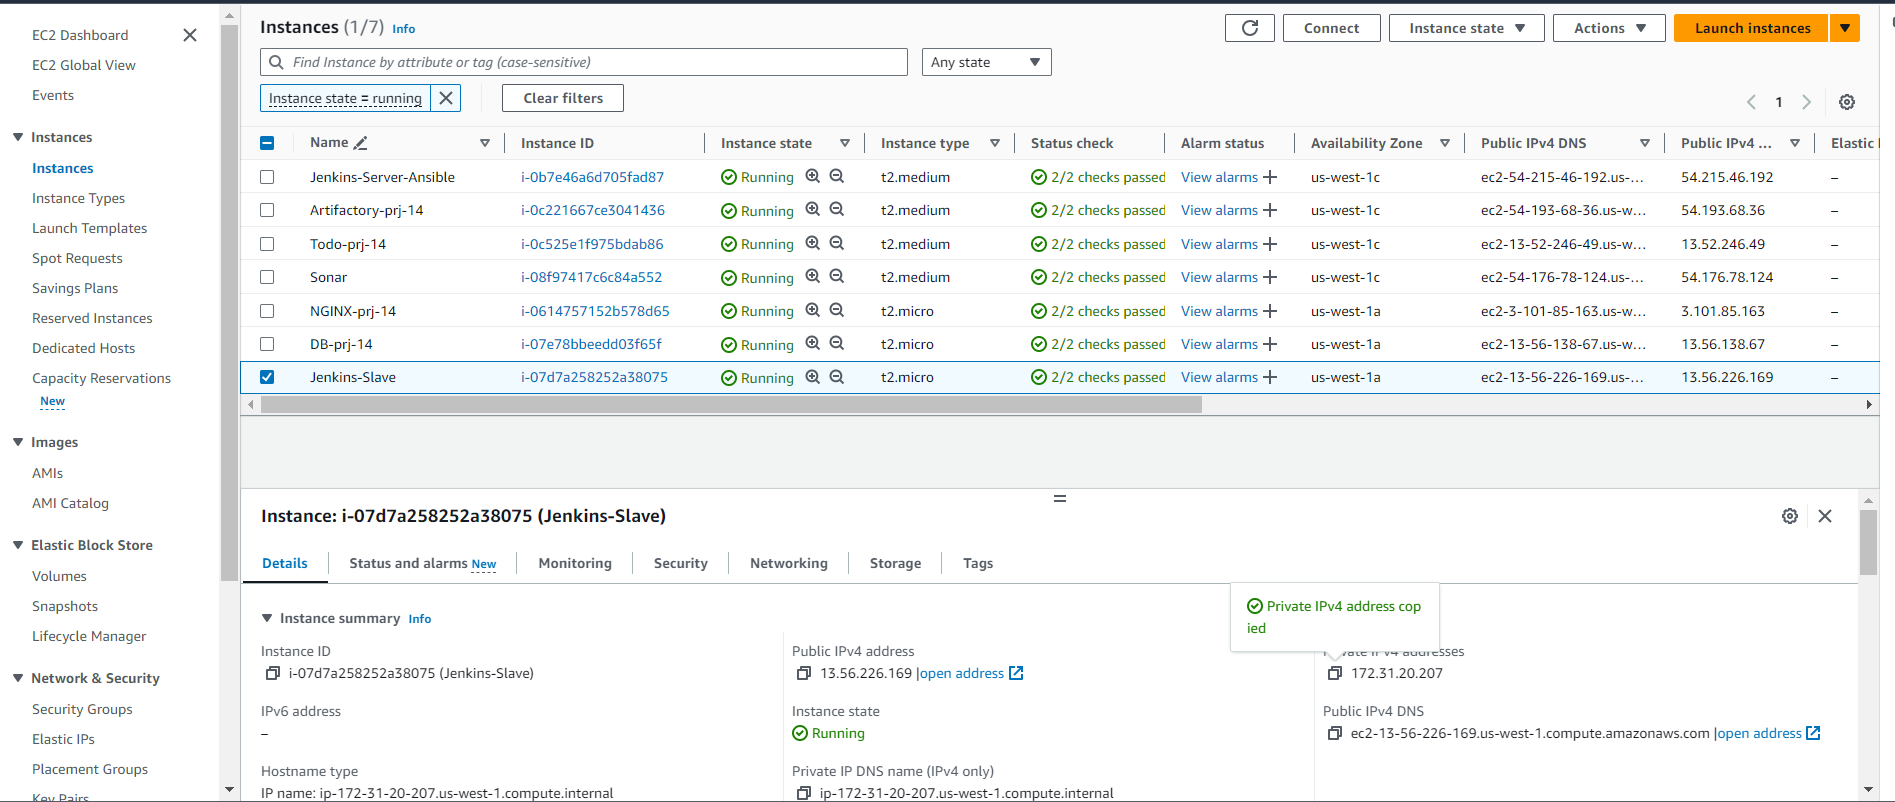 EC2 Dashboard
EC2 Global View
Events
Instances
Instances
Instance Types
Launch Templates
Spot Requests
Savings Plans
Reserved Instances
Dedicated Hosts
Capacity Reservations
New
Images
AMIs
AMI Catalog
Elastic Block Store
Volumes
Snapshots
Lifecycle Manager
Network & Security
Security Groups
Elastic IPs
Placement Groups
Key Pairs
Instances (1/7) Info
Connect
Instance state
Actions
Launch instances
Find Instance by attribute or tag (case-sensitive)
Any state
Instance state = running
Clear filters
1
Name Instance ID Instance state Instance type Status check Alarm status Availability Zone Public IPv4 DNS Public IPv4 ... Elastic
Jenkins-Server-Ansible i-0b7e46a6d705fad87 Running t2.medium 2/2 checks passed View alarms us-west-1c ec2-54-215-46-192.us-... 54.215.46.192 –
Artifactory-prj-14 i-0c221667ce3041436 Running t2.medium 2/2 checks passed View alarms us-west-1c ec2-54-193-68-36.us-w... 54.193.68.36 –
Todo-prj-14 i-0c525e1f975bdab86 Running t2.medium 2/2 checks passed View alarms us-west-1c ec2-13-52-246-49.us-w... 13.52.246.49 –
Sonar i-08f97417c6c84a552 Running t2.medium 2/2 checks passed View alarms us-west-1c ec2-54-176-78-124.us-... 54.176.78.124 –
NGINX-prj-14 i-0614757152b578d65 Running t2.micro 2/2 checks passed View alarms us-west-1a ec2-3-101-85-163.us-w... 3.101.85.163 –
DB-prj-14 i-07e78bbeedd03f65f Running t2.micro 2/2 checks passed View alarms us-west-1a ec2-13-56-138-67.us-w... 13.56.138.67 –
Jenkins-Slave i-07d7a258252a38075 Running t2.micro 2/2 checks passed View alarms us-west-1a ec2-13-56-226-169.us-... 13.56.226.169 –
Instance: i-07d7a258252a38075 (Jenkins-Slave)
Details Status and alarms New Monitoring Security Networking Storage Tags
Private IPv4 address cop
ied
Instance summary Info
Instance ID
i-07d7a258252a38075 (Jenkins-Slave)
Public IPv4 address
13.56.226.169 |open address
Private IPv4 addresses
172.31.20.207
IPv6 address
–
Instance state
Running
Public IPv4 DNS
ec2-13-56-226-169.us-west-1.compute.amazonaws.com |open address
Hostname type
IP name: ip-172-31-20-207.us-west-1.compute.internal
Private IP DNS name (IPv4 only)
ip-172-31-20-207.us-west-1.compute.internal